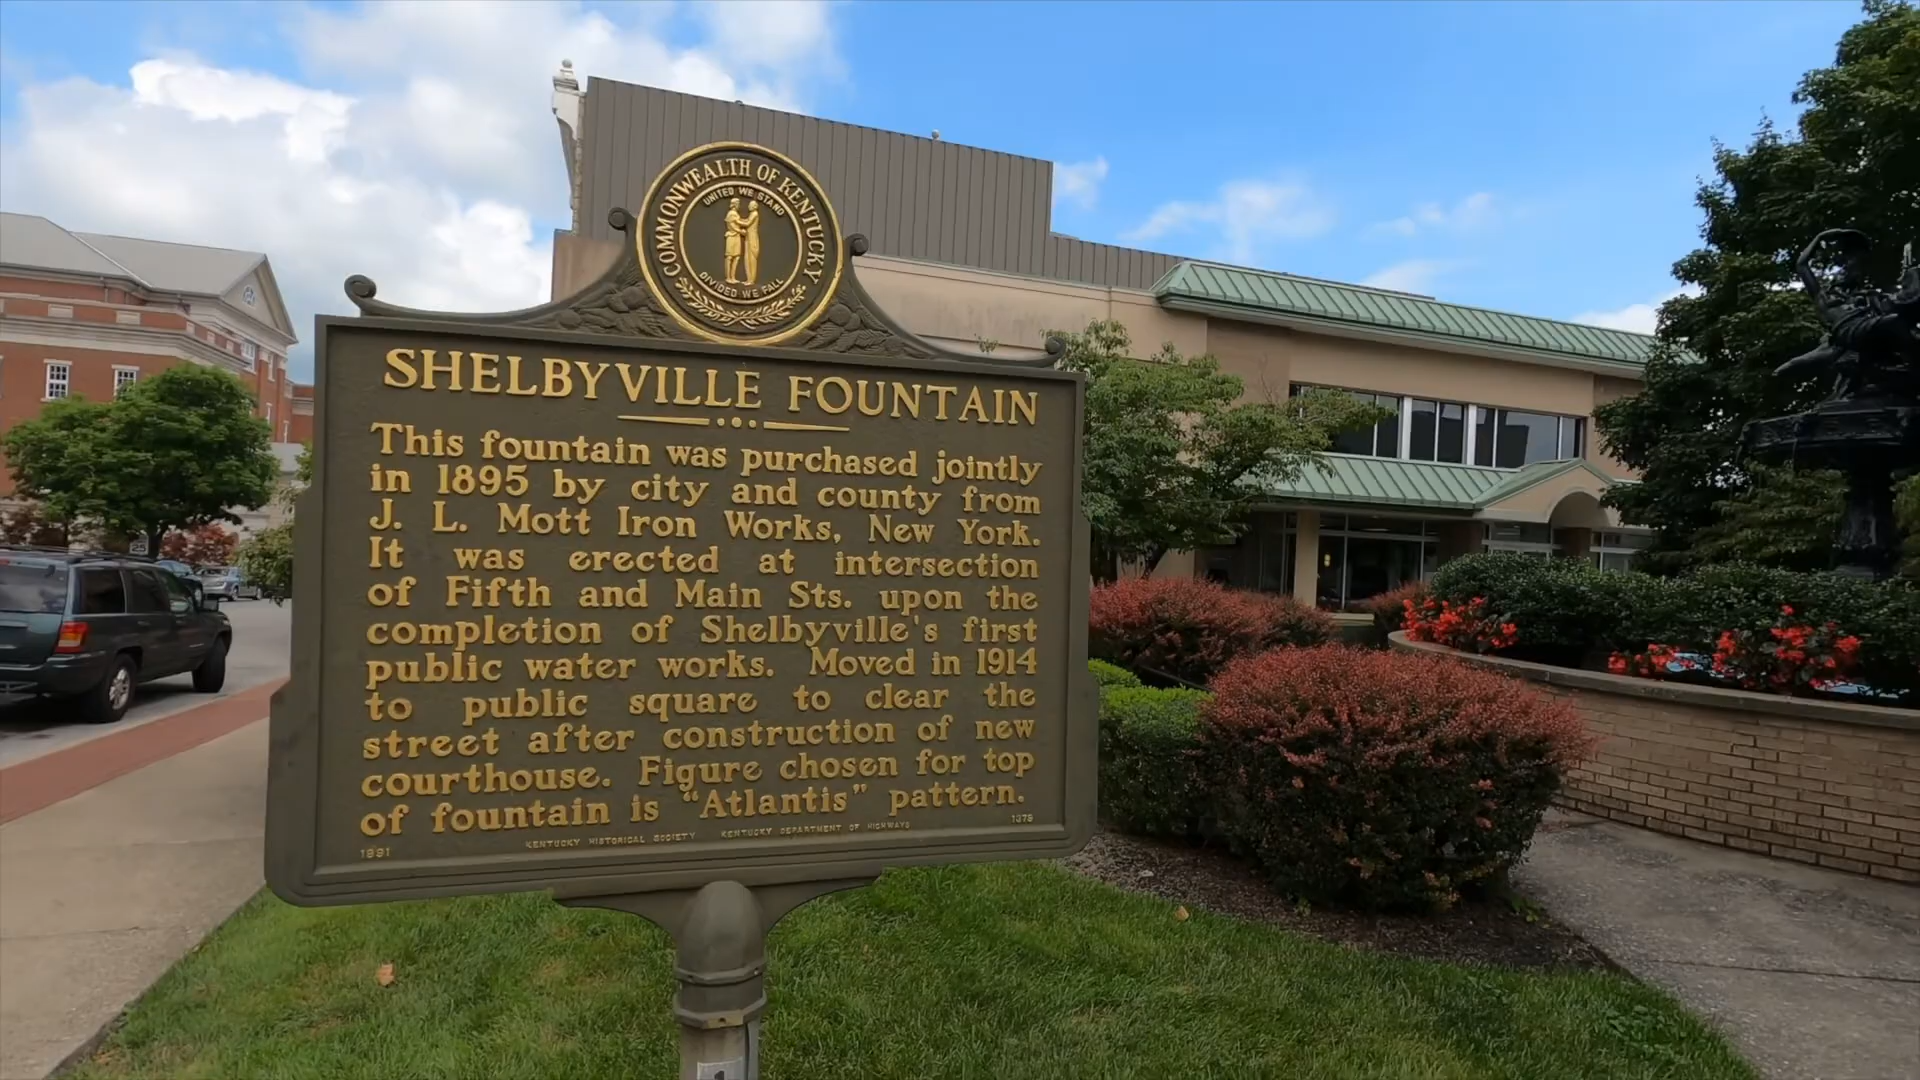 COMMONWEALTH OF KENTUCKY
UNITED WE STAND
DIVIDED WE FALL
SHELBYVILLE FOUNTAIN
This fountain was purchased jointly
in 1895 by city and county from
J. L. Mott Iron Works, New York.
It was erected at intersection
of Fifth and Main Sts. upon the
completion of Shelbyville's first
public water works. Moved in 1914
to public square to clear the
street after construction of new
courthouse. Figure chosen for top
of fountain is "Atlantis" pattern.
1991 KENTUCKY HISTORICAL SOCIETY KENTUCKY DEPARTMENT OF HIGHWAYS 1379